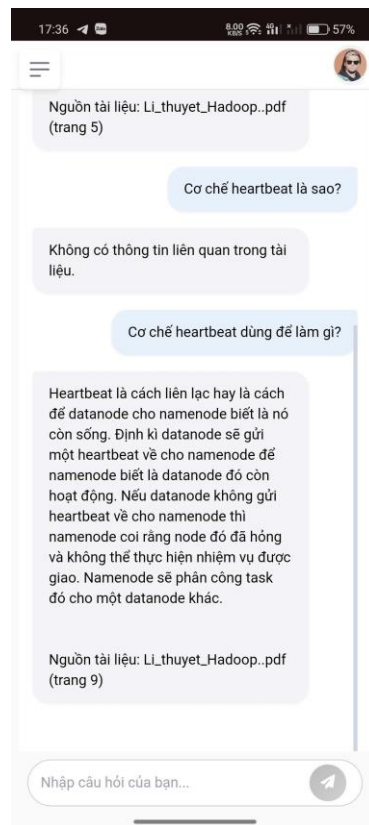 17:36
8.00 KB/S 4G 57%
Nguồn tài liệu: Li_thuyet_Hadoop..pdf
(trang 5)
Cơ chế heartbeat là sao?
Không có thông tin liên quan trong tài
liệu.
Cơ chế heartbeat dùng để làm gì?
Heartbeat là cách liên lạc hay là cách
để datanode cho namenode biết là nó
còn sống. Định kì datanode sẽ gửi
một heartbeat về cho namenode để
namenode biết là datanode đó còn
hoạt động. Nếu datanode không gửi
heartbeat về cho namenode thì
namenode coi rằng node đó đã hỏng
và không thể thực hiện nhiệm vụ được
giao. Namenode sẽ phân công task
đó cho một datanode khác.
Nguồn tài liệu: Li_thuyet_Hadoop..pdf
(trang 9)
Nhập câu hỏi của bạn...